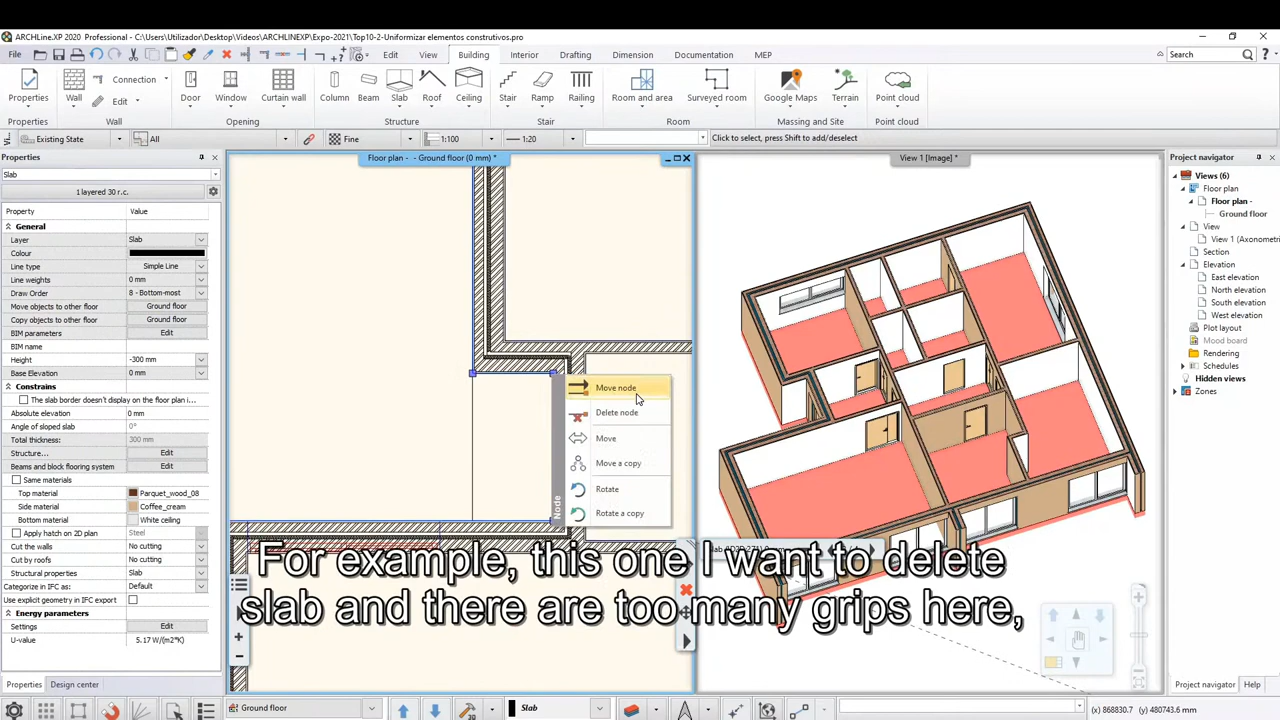 ARCHLine.XP 2020 Professional - C:\Users\Utilizador\Desktop\Videos\ARCHLINEXP\Expo-2021\Top10-2-Uniformizar elementos construtivos.pro
File Edit View Building Interior Drafting Dimension Documentation MEP Search
Properties Wall Connection Edit Door Window Curtain wall Column Beam Slab Roof Ceiling Stair Ramp Railing Room and area Surveyed room Google Maps Terrain Point cloud
Properties Wall Opening Structure Stair Room Massing and Site Point cloud
Existing State All Fine 1:100 1:20 Click to select, press Shift to add/deselect
Properties
Slab
1 layered 30 r.c.
Property Value
General
Layer Slab
Colour
Line type Simple Line
Line weights 0 mm
Draw Order 8 - Bottom-most
Move objects to other floor Ground floor
Copy objects to other floor Ground floor
BIM parameters Edit
BIM name
Height -300 mm
Base Elevation 0 mm
Constrains
The slab border doesn't display on the floor plan i...
Absolute elevation 0 mm
Angle of sloped slab 0°
Total thickness: 300 mm
Structure... Edit
Beams and block flooring system Edit
Same materials
Top material Parquet_wood_08
Side material Coffee_cream
Bottom material White ceiling
Apply hatch on 2D plan Steel
Cut the walls No cutting
Cut by roofs No cutting
Structural properties Slab
Categorize in IFC as: Default
Use explicit geometry in IFC export
Energy parameters
Settings Edit
U-value 5.17 W/(m2*K)
Properties Design center
Floor plan - - Ground floor (0 mm) *
Node
Move node
Delete node
Move
Move a copy
Rotate
Rotate a copy
View 1 [Image] *
Project navigator
Views (6)
Floor plan
Floor plan -
Ground floor
View
View 1 (Axonometri
Section
Elevation
East elevation
North elevation
South elevation
West elevation
Plot layout
Mood board
Rendering
Schedules
Hidden views
Zones
Project navigator Help
For example, this one I want to delete
slab and there are too many grips here,
Ground floor Slab x: 868830.7 y: 480743.6 mm